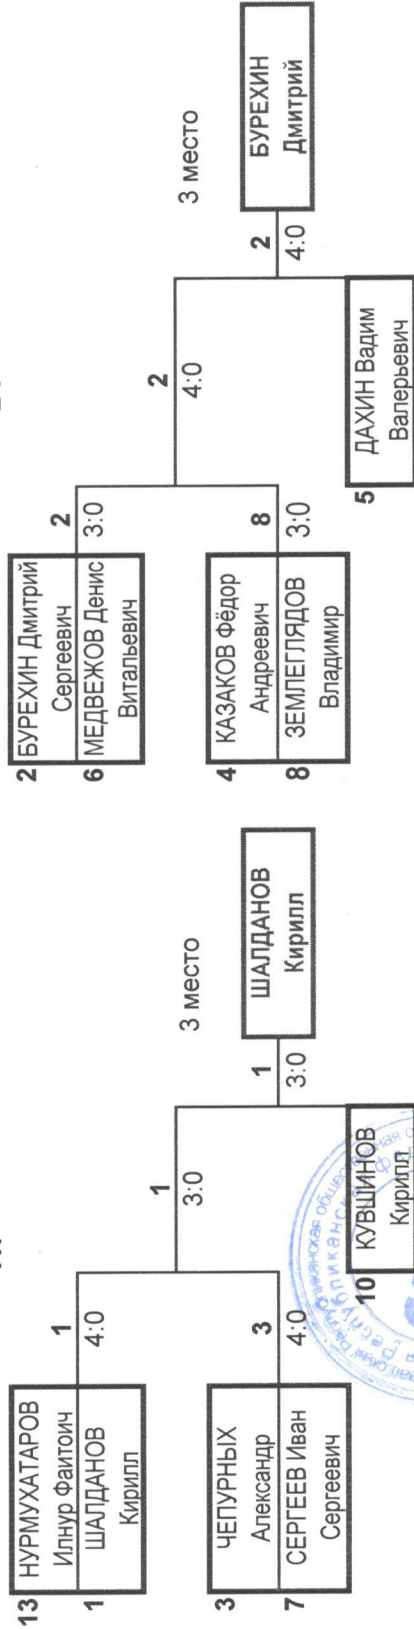 13
НУРМУХАТАРОВ
Илнур Фаитоич
1
ШАЛДАНОВ
Кирилл
1
4:0
3
ЧЕПУРНЫХ
Александр
7
СЕРГЕЕВ Иван
Сергеевич
3
4:0
1
3:0
10
КУВШИНОВ
Кирилл
1
3:0
3 место
ШАЛДАНОВ
Кирилл
2
БУРЕХИН Дмитрий
Сергеевич
6
МЕДВЕЖОВ Денис
Витальевич
2
3:0
4
КАЗАКОВ Фёдор
Андреевич
8
ЗЕМЛЕГЛЯДОВ
Владимир
8
3:0
2
4:0
5
ДАХИН Вадим
Валерьевич
2
4:0
3 место
БУРЕХИН
Дмитрий